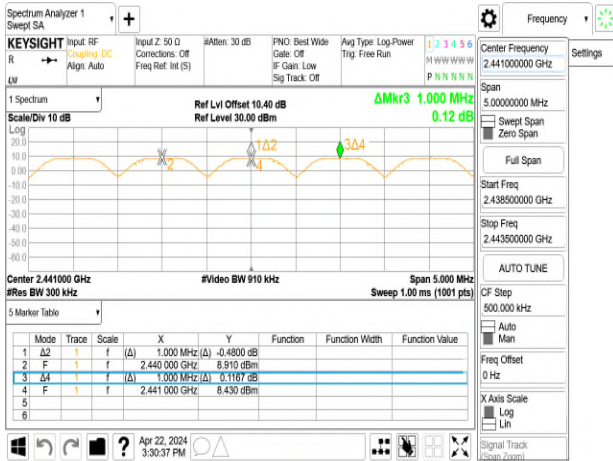 Spectrum Analyzer 1
Swept SA
+
Frequency
KEYSIGHT
Input: RF
Coupling: DC
Align: Auto
Input Z: 50 Ω
Corrections: Off
Freq Ref: Int (S)
#Atten: 30 dB
PNO: Best Wide
Gate: Off
IF Gain: Low
Sig Track: Off
Avg Type: Log-Power
Trig: Free Run
1 2 3 4 5 6
M W W W W W
P N N N N N
R
1 Spectrum
Scale/Div 10 dB
Ref Lvl Offset 10.40 dB
Ref Level 30.00 dBm
ΔMkr3 1.000 MHz
0.12 dB
Log
20.0
10.0
0.00
-10.0
-20.0
-30.0
-40.0
-50.0
-60.0
2
1Δ2
4
3Δ4
Center 2.441000 GHz
#Res BW 300 kHz
#Video BW 910 kHz
Span 5.000 MHz
Sweep 1.00 ms (1001 pts)
5 Marker Table
Mode Trace Scale X Y Function Function Width Function Value
1 Δ2 1 f (Δ) 1.000 MHz (Δ) -0.4800 dB
2 F 1 f 2.440 000 GHz 8.910 dBm
3 Δ4 1 f (Δ) 1.000 MHz (Δ) 0.1167 dB
4 F 1 f 2.441 000 GHz 8.430 dBm
5
6
?
Apr 22, 2024
3:30:37 PM
Center Frequency
2.441000000 GHz
Settings
Span
5.00000000 MHz
Swept Span
Zero Span
Full Span
Start Freq
2.438500000 GHz
Stop Freq
2.443500000 GHz
AUTO TUNE
CF Step
500.000 kHz
Auto
Man
Freq Offset
0 Hz
X Axis Scale
Log
Lin
Signal Track
(Span Zoom)